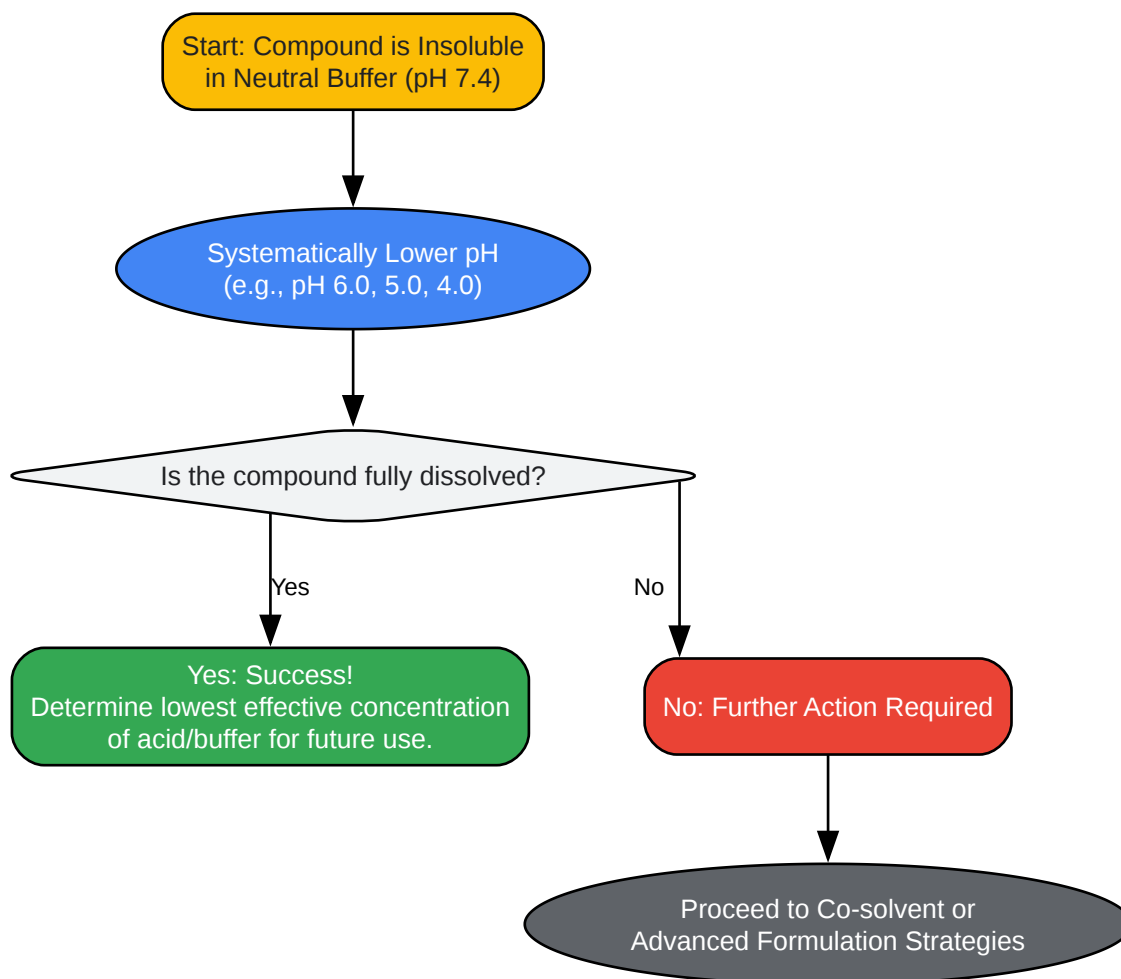 Start: Compound is Insoluble
in Neutral Buffer (pH 7.4)
Systematically Lower pH
(e.g., pH 6.0, 5.0, 4.0)
Is the compound fully dissolved?
Yes
No
Yes: Success!
Determine lowest effective concentration
of acid/buffer for future use.
No: Further Action Required
Proceed to Co-solvent or
Advanced Formulation Strategies